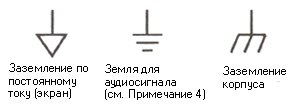 Заземление по
постоянному
току (экран)
Земля для
аудиосигнала
(см. Примечание 4)
Заземление
корпуса